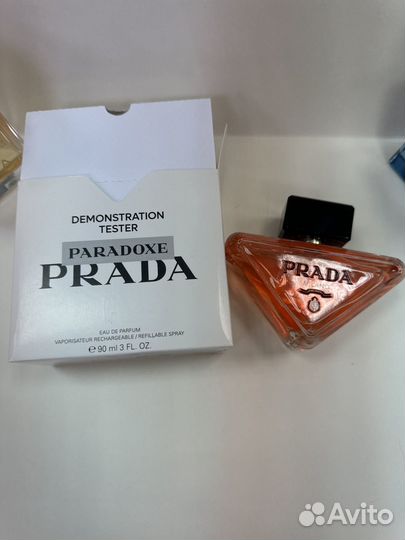 DEMONSTRATION
TESTER
PARADOXE
PRADA
EAU DE PARFUM
VAPORISATEUR RECHARGEABLE / REFILLABLE SPRAY
℮ 90 ml 3 FL. OZ.
PRADA
Avito